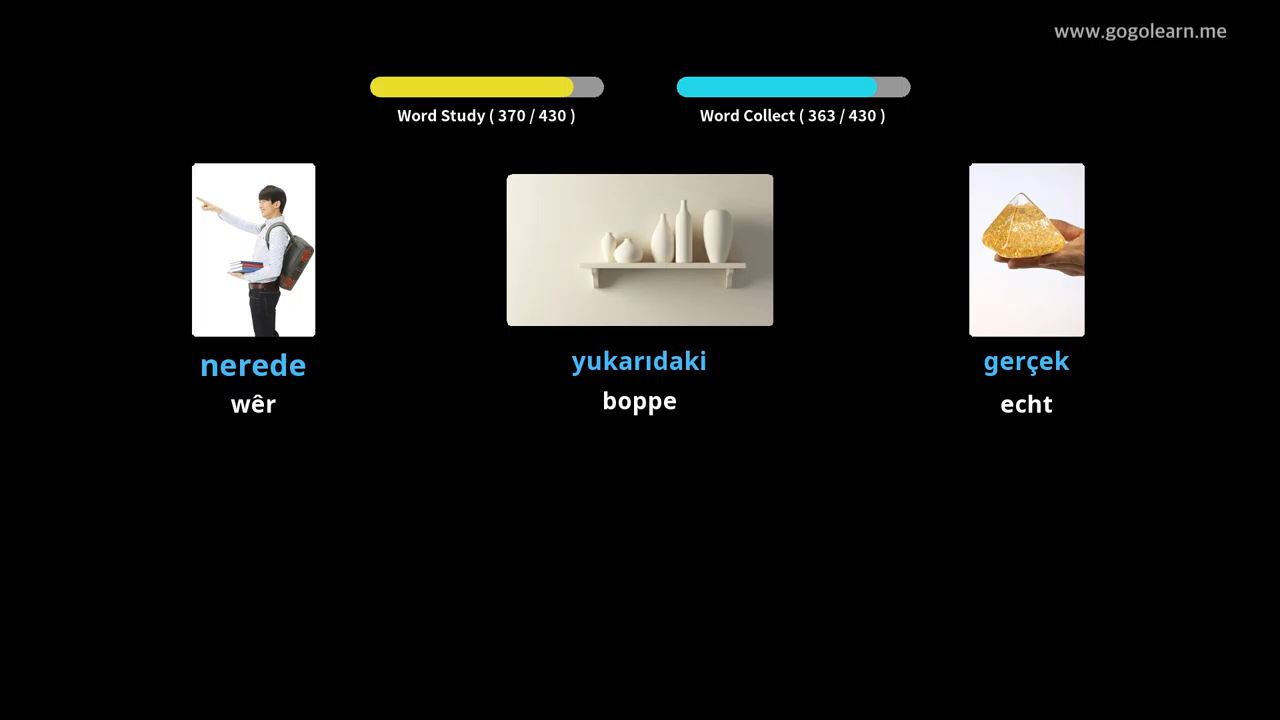 www.gogolearn.me
Word Study ( 370 / 430 )
Word Collect ( 363 / 430 )
nerede
yukarıdaki
gerçek
wêr
boppe
echt